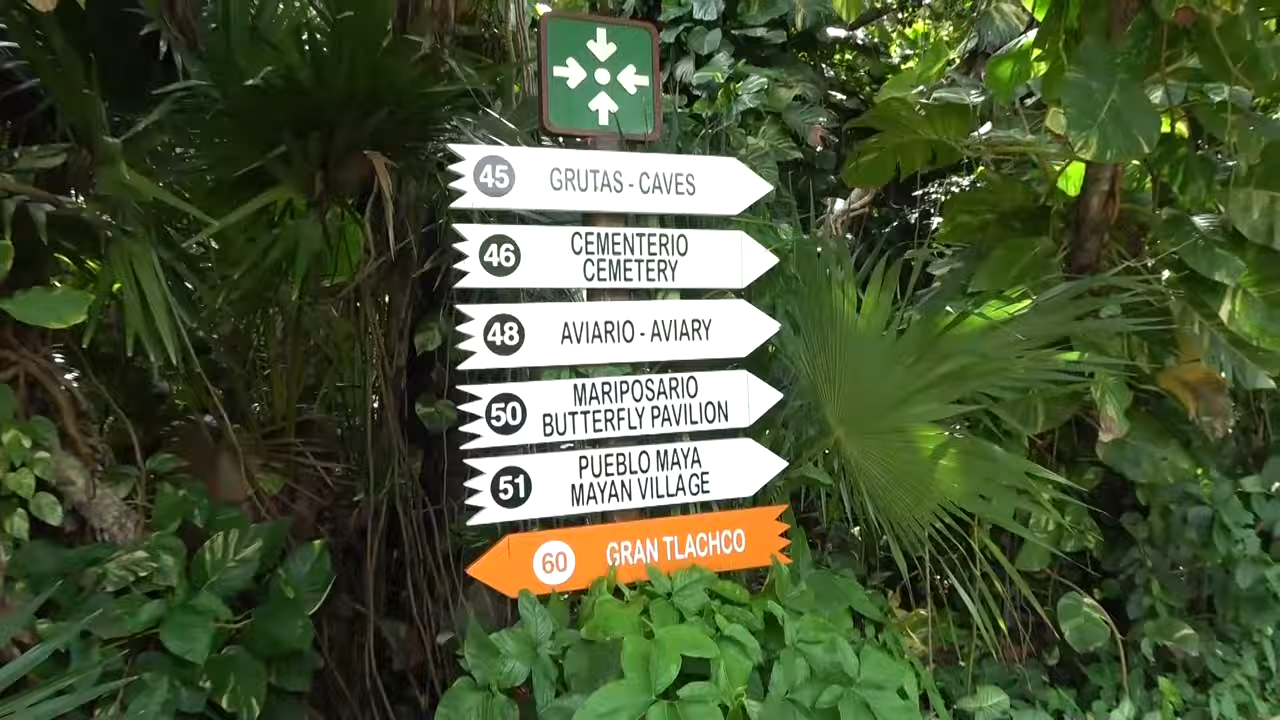 45 GRUTAS - CAVES
46 CEMENTERIO
CEMETERY
48 AVIARIO - AVIARY
50 MARIPOSARIO
BUTTERFLY PAVILION
51 PUEBLO MAYA
MAYAN VILLAGE
60 GRAN TLACHCO